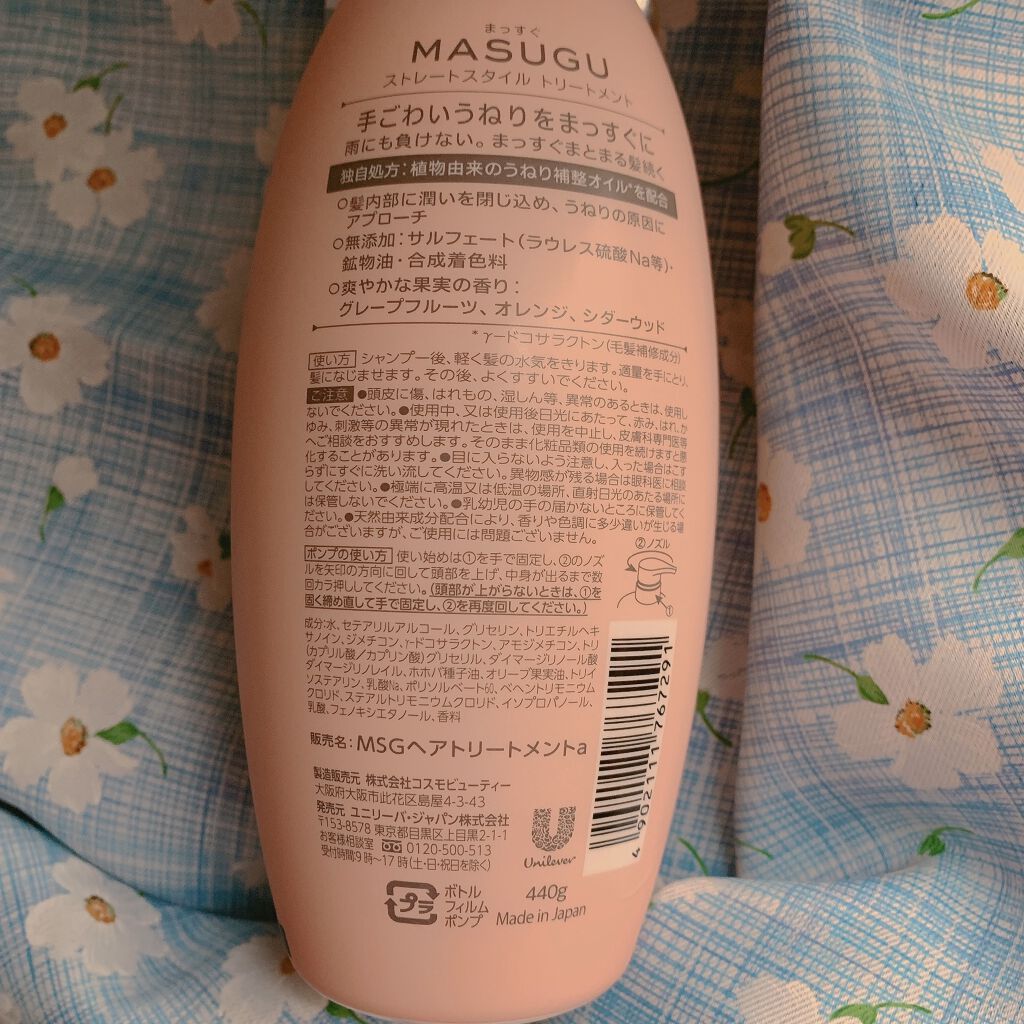 まっすぐ
MASUGU
ストレートスタイル トリートメント
手ごわいうねりをまっすぐに
雨にも負けない。まっすぐまとまる髪続く
独自処方：植物由来のうねり補整オイル*を配合
○髪内部に潤いを閉じ込め、うねりの原因に
アプローチ
○無添加：サルフェート（ラウレス硫酸Na等）・
鉱物油・合成着色料
○爽やかな果実の香り：
グレープフルーツ、オレンジ、シダーウッド
*γ-ドコサラクトン（毛髪補修成分）
使い方 シャンプー後、軽く髪の水気をきります。適量を手にとり、
髪になじませます。その後、よくすすいでください。
ご注意 ●頭皮に傷、はれもの、湿しん等、異常のあるときは、使用し
ないでください。●使用中、又は使用後日光にあたって、赤み、はれ、か
ゆみ、刺激等の異常が現れたときは、使用を中止し、皮膚科専門医等
へご相談をおすすめします。そのまま化粧品類の使用を続けますと悪
化することがあります。●目に入らないよう注意し、入った場合はこす
らずにすぐに洗い流してください。異物感が残る場合は眼科医に相談
してください。●極端に高温又は低温の場所、直射日光のあたる場所に
は保管しないでください。●乳幼児の手の届かないところに保管してく
ださい。●天然由来成分配合により、香りや色調に多少違いが生じる場
合がございますが、ご使用には問題ございません。
②ノズル
ポンプの使い方 使い始めは①を手で固定し、②のノズ
ルを矢印の方向に回して頭部を上げ、中身が出るまで数
回カラ押ししてください。（頭部が上がらないときは、①を
固く締め直して手で固定し、②を再度回してください。）
①
成分：水、セテアリルアルコール、グリセリン、トリエチルヘキ
サノイン、ジメチコン、γ-ドコサラクトン、アモジメチコン、トリ
（カプリル酸／カプリン酸）グリセリル、ダイマージリノール酸
ダイマージリノレイル、ホホバ種子油、オリーブ果実油、トリイ
ソステアリン、乳酸Na、ポリソルベート60、ベヘントリモニウム
クロリド、ステアルトリモニウムクロリド、イソプロパノール、
乳酸、フェノキシエタノール、香料
販売名：MSGヘアトリートメントa
製造販売元 株式会社コスモビューティー
大阪府大阪市此花区島屋4-3-43
発売元 ユニリーバ・ジャパン株式会社
〒153-8578 東京都目黒区上目黒2-1-1
お客様相談室 0120-500-513
受付時間：9時～17時（土・日・祝日を除く）
Unilever
4 902111 767291
プラ
ボトル
フィルム
ポンプ
440g
Made in Japan